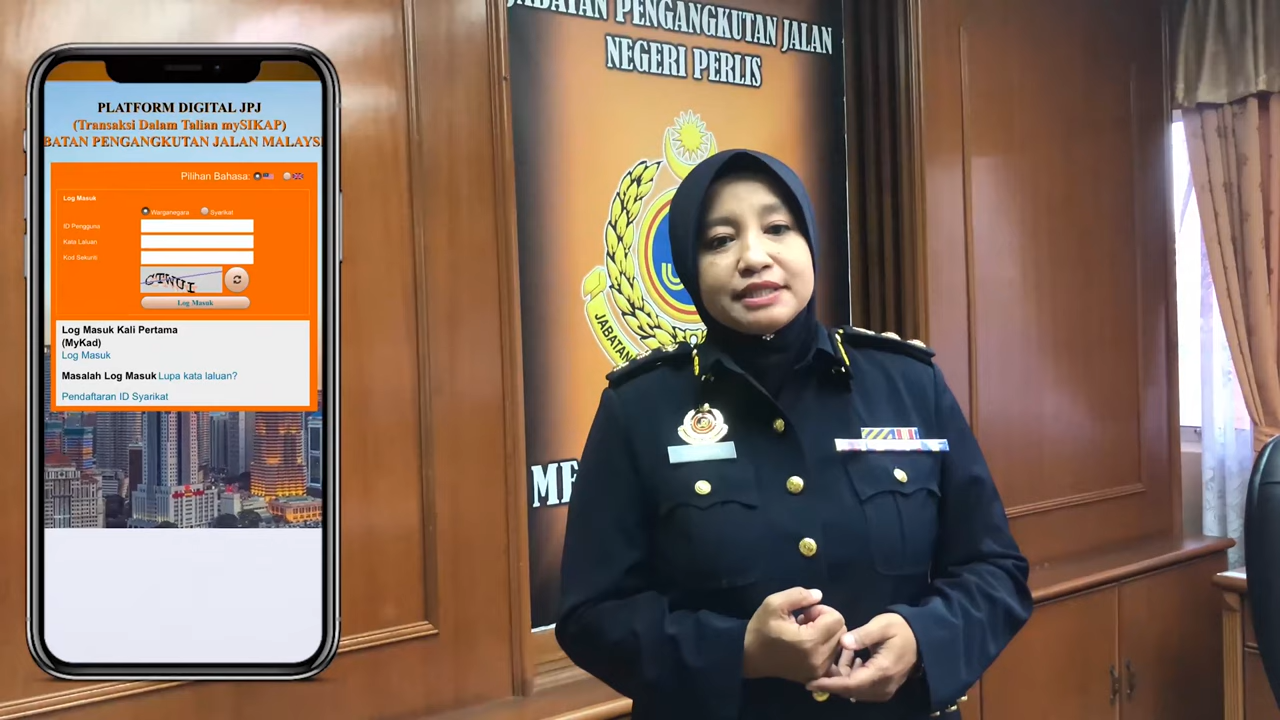 PLATFORM DIGITAL JPJ
(Transaksi Dalam Talian mySIKAP)
BATAN PENGANGKUTAN JALAN MALAYS
Pilihan Bahasa:
Log Masuk
Warganegara Syarikat
ID Pengguna
Kata Laluan
Kod Sekuriti
CTWUI
Log Masuk
Log Masuk Kali Pertama
(MyKad)
Log Masuk
Masalah Log Masuk Lupa kata laluan?
Pendaftaran ID Syarikat
JABATAN PENGANGKUTAN JALAN
NEGERI PERLIS
JABATAN
ME